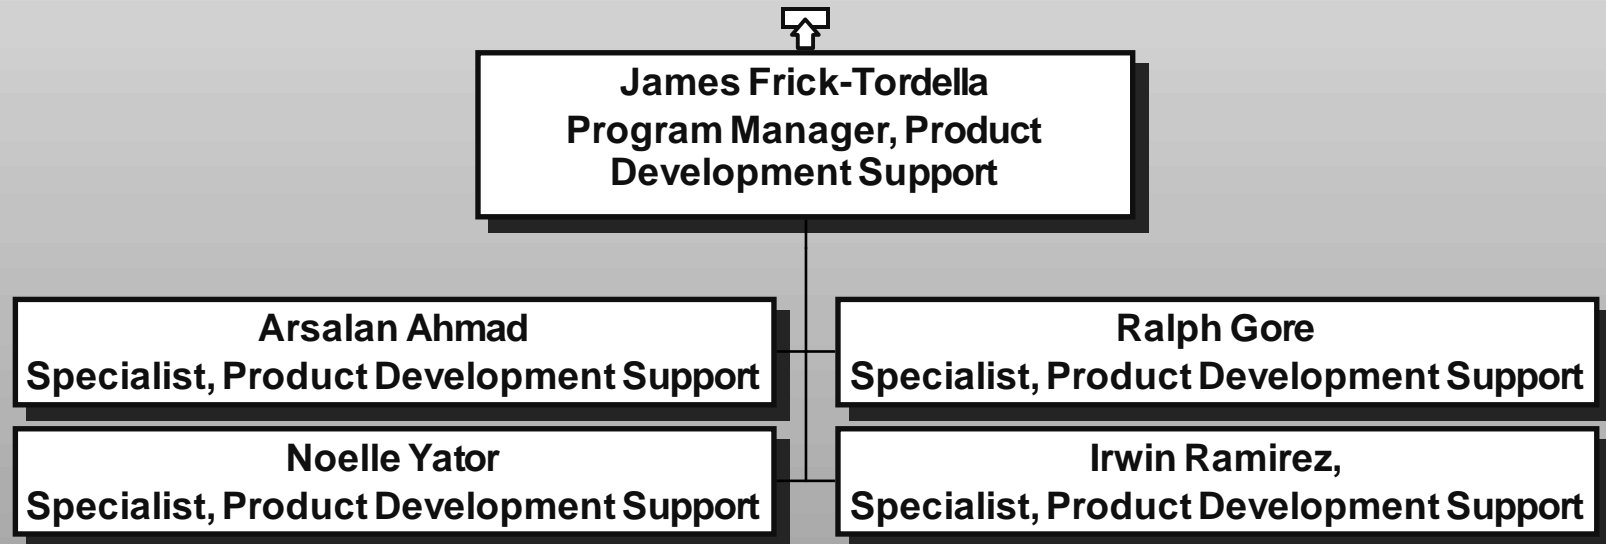 James Frick-Tordella
Program Manager, Product
Development Support
Arsalan Ahmad
Specialist, Product Development Support
Ralph Gore
Specialist, Product Development Support
Noelle Yator
Specialist, Product Development Support
Irwin Ramirez,
Specialist, Product Development Support